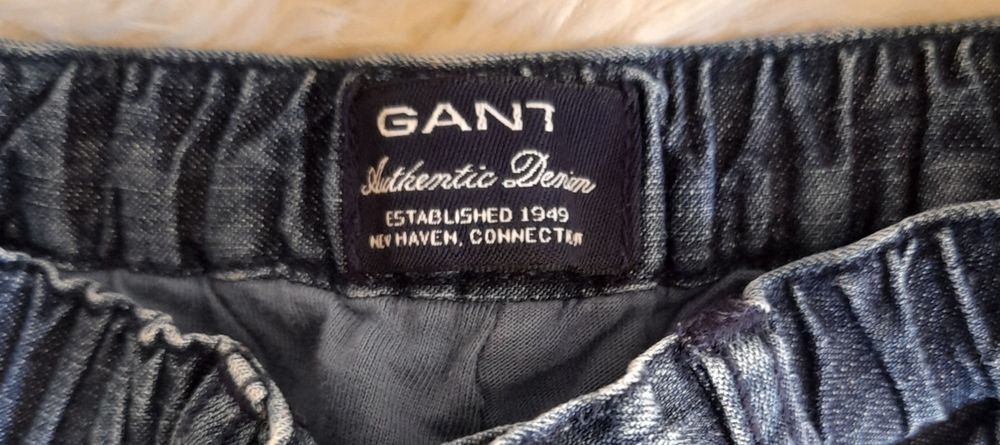 GANT
Authentic Denim
ESTABLISHED 1949
NEW HAVEN, CONNECTICUT